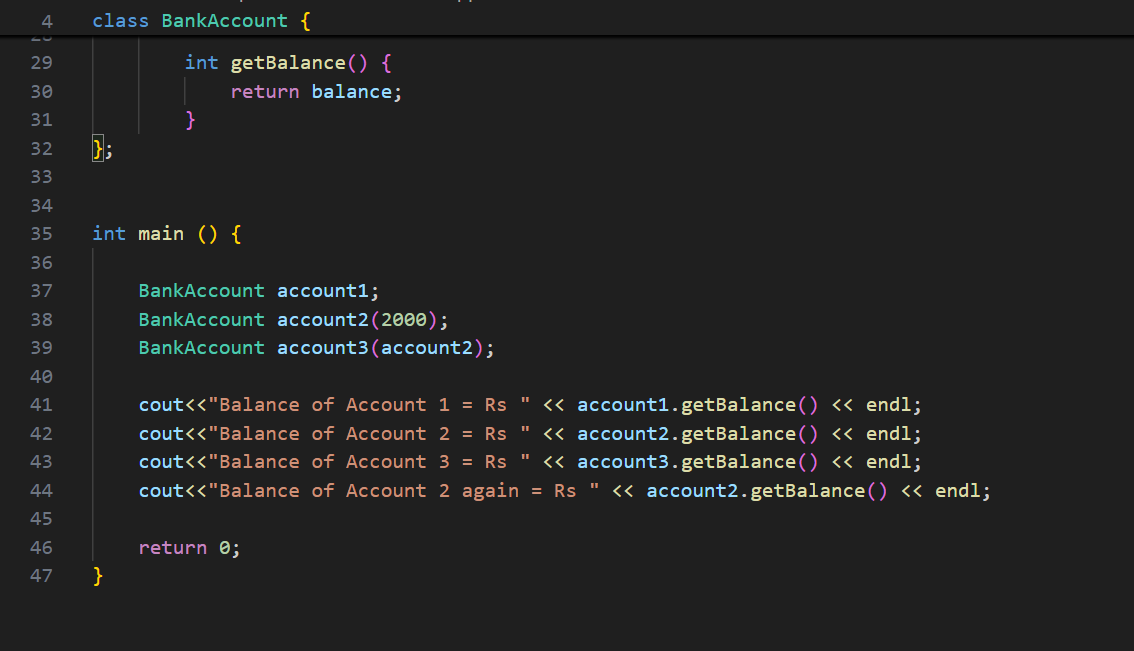 4 class BankAccount {
29 int getBalance() {
30 return balance;
31 }
32 };
33
34
35 int main () {
36
37 BankAccount account1;
38 BankAccount account2(2000);
39 BankAccount account3(account2);
40
41 cout<<"Balance of Account 1 = Rs " << account1.getBalance() << endl;
42 cout<<"Balance of Account 2 = Rs " << account2.getBalance() << endl;
43 cout<<"Balance of Account 3 = Rs " << account3.getBalance() << endl;
44 cout<<"Balance of Account 2 again = Rs " << account2.getBalance() << endl;
45
46 return 0;
47 }